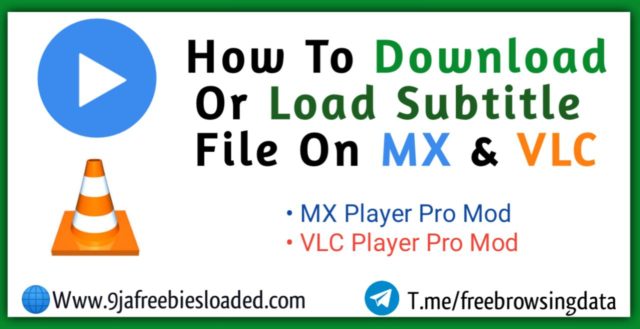 How To Download
Or Load Subtitle
File On MX & VLC
• MX Player Pro Mod
• VLC Player Pro Mod
Www.9jafreebiesloaded.com
T.me/freebrowsingdata